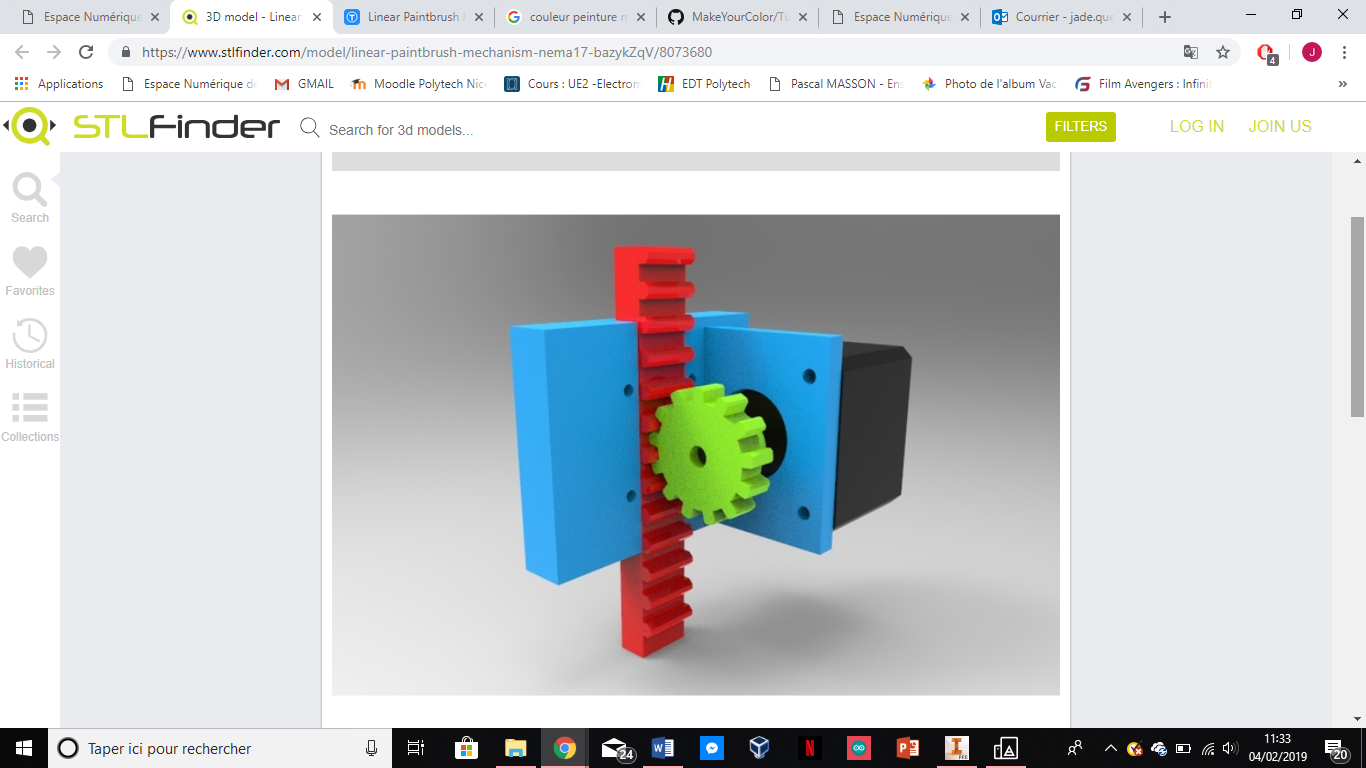 Espace Numérique
3D model - Linear
Linear Paintbrush
couleur peinture m
MakeYourColor/Tu
Espace Numérique
Courrier - jade.que
https://www.stlfinder.com/model/linear-paintbrush-mechanism-nema17-bazykZqV/8073680
4
J
Applications
Espace Numérique de
GMAIL
Moodle Polytech Nice
Cours : UE2 -Electron
EDT Polytech
Pascal MASSON - Ens
Photo de l'album Vac
Film Avengers : Infinit
STLFinder
Search for 3d models...
FILTERS
LOG IN
JOIN US
Search
Favorites
Historical
Collections
Taper ici pour rechercher
24
11:33
04/02/2019
20